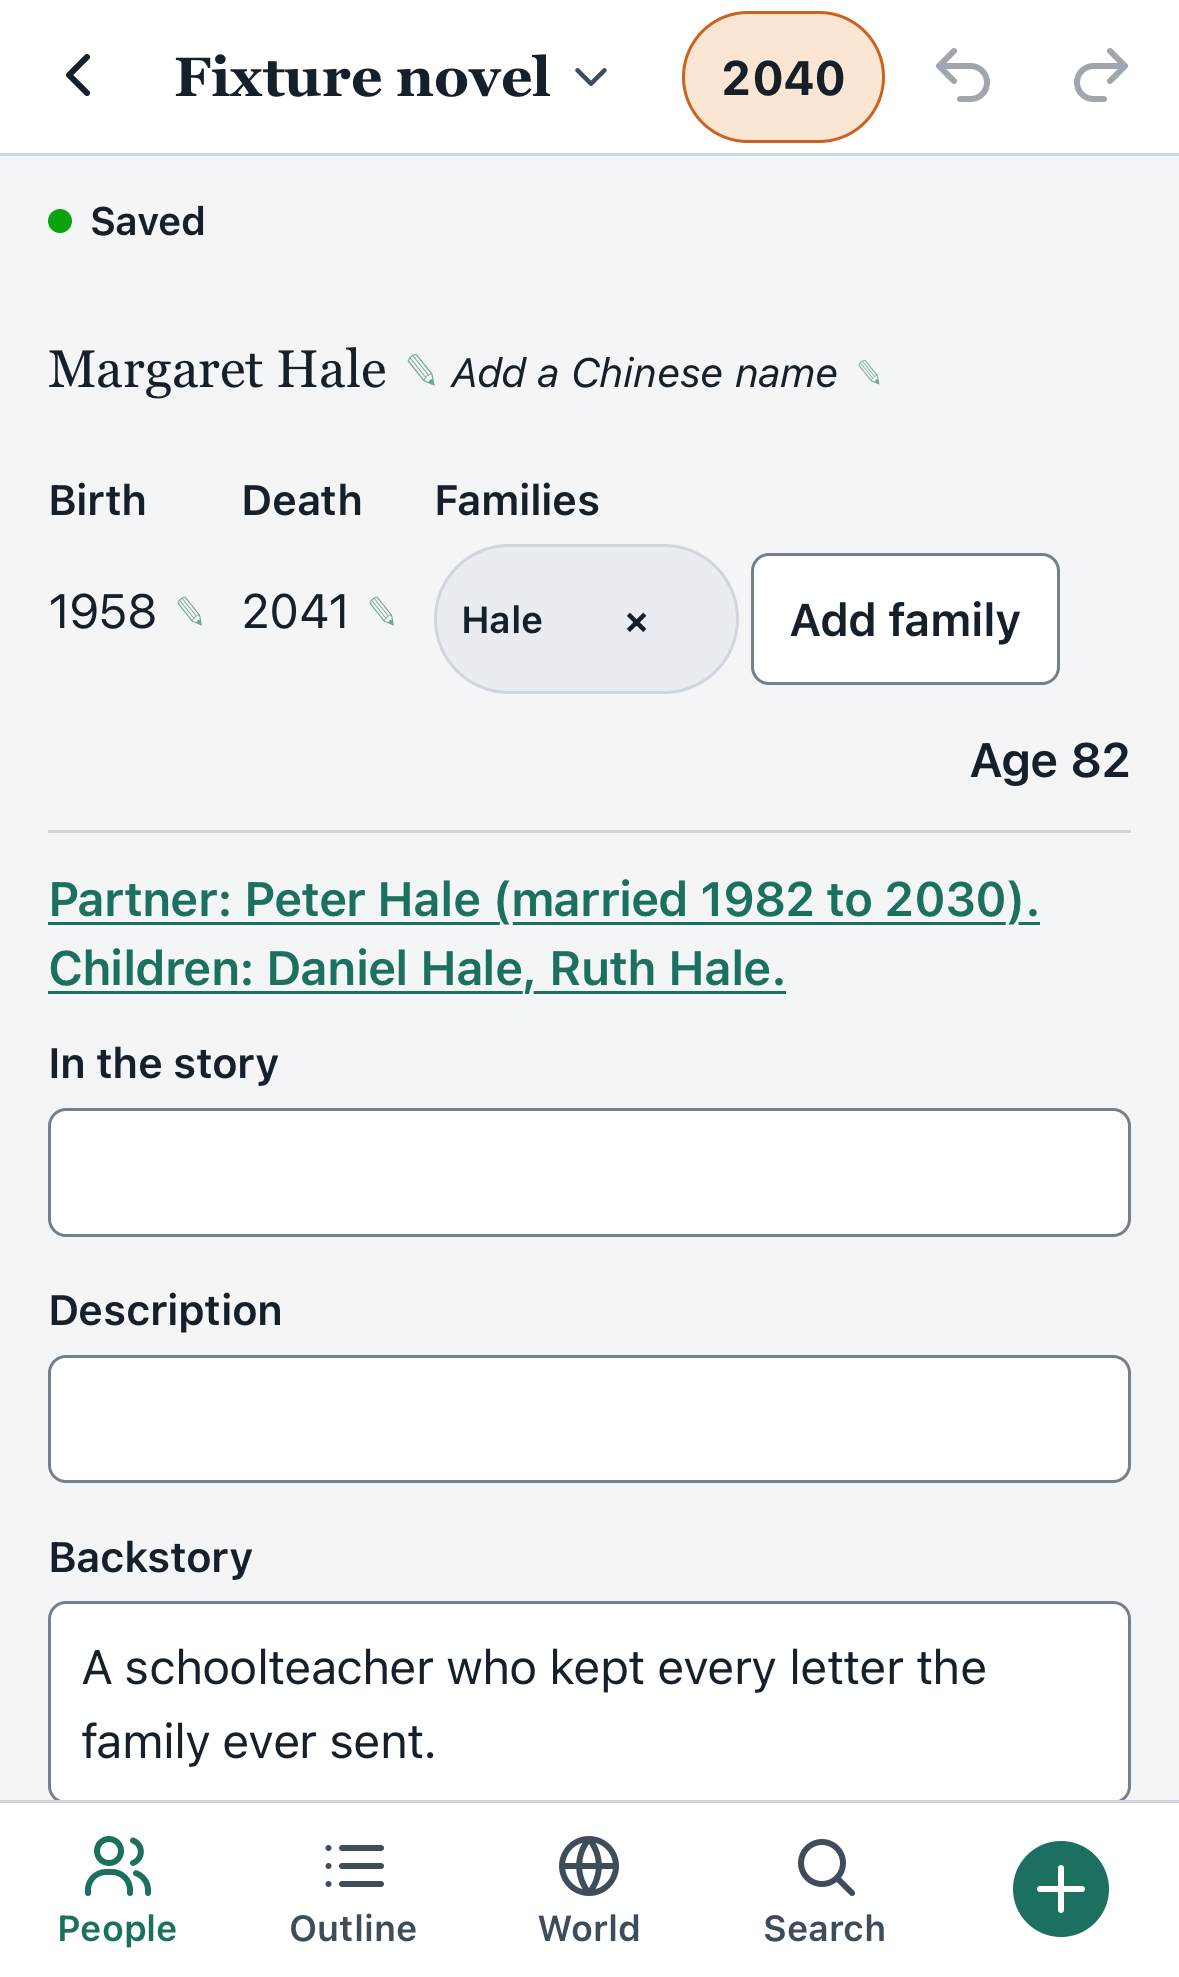 Fixture novel
2040
Saved
Margaret Hale Add a Chinese name
Birth Death Families
1958 2041 Hale × Add family
Age 82
Partner: Peter Hale (married 1982 to 2030).
Children: Daniel Hale, Ruth Hale.
In the story
Description
Backstory
A schoolteacher who kept every letter the
family ever sent.
People Outline World Search